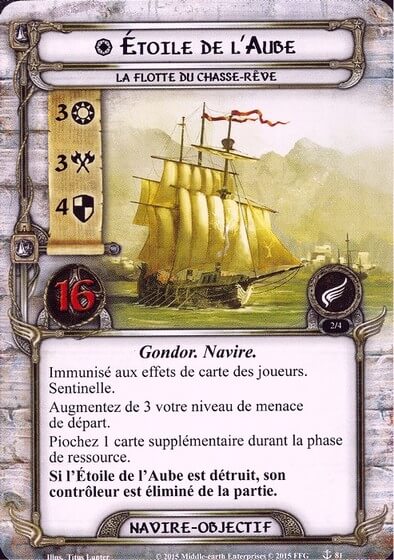 Étoile de l'Aube
La Flotte du Chasse-Rêve
3
3
4
16
2/4
Gondor. Navire.
Immunisé aux effets de carte des joueurs.
Sentinelle.
Augmentez de 3 votre niveau de menace
de départ.
Piochez 1 carte supplémentaire durant la phase
de ressource.
Si l'Étoile de l'Aube est détruit, son
contrôleur est éliminé de la partie.
Navire-Objectif
Illus. Titus Lunter
© 2015 Middle-earth Enterprises © 2015 FFG
81